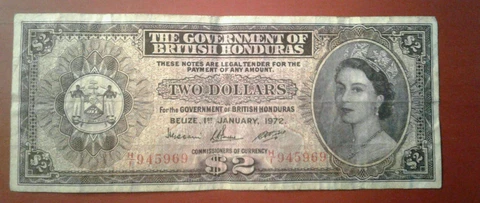 $2 $2
THE GOVERNMENT OF
BRITISH HONDURAS
THESE NOTES ARE LEGAL TENDER FOR THE
PAYMENT OF ANY AMOUNT.
TWO DOLLARS
FOR the GOVERNMENT OF BRITISH HONDURAS
BELIZE 1ST JANUARY, 1972.
COMMISSIONERS OF CURRENCY
945969 945969
$2